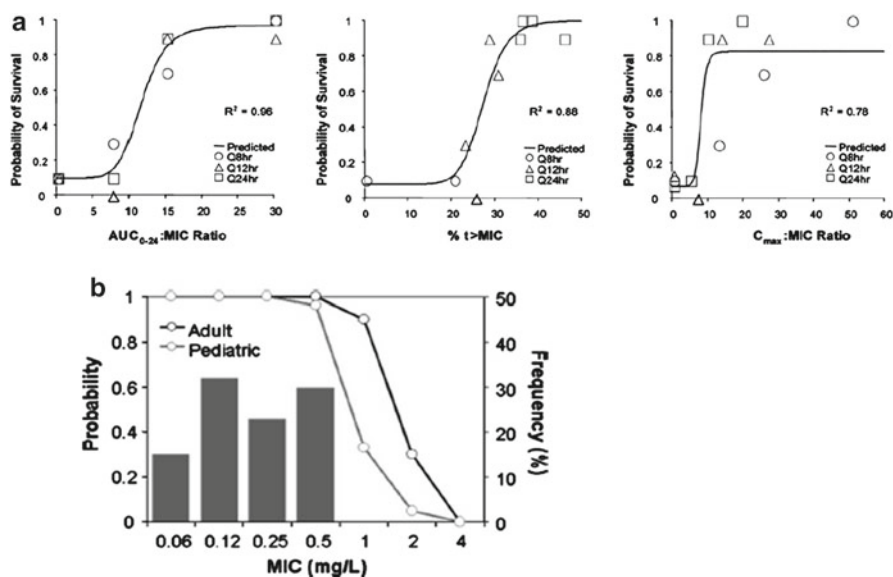 a
Probability of Survival
1
0.8
0.6
0.4
0.2
0
R² = 0.96
Predicted
Q8hr
Q12hr
Q24hr
0 5 10 15 20 25 30
AUC0-24:MIC Ratio
Probability of Survival
1
0.8
0.6
0.4
0.2
0
R² = 0.88
Predicted
Q8hr
Q12hr
Q24hr
0 10 20 30 40 50
% t>MIC
Probability of Survival
1
0.8
0.6
0.4
0.2
0
R² = 0.78
Predicted
Q8hr
Q12hr
Q24hr
0 10 20 30 40 50 60
Cmax:MIC Ratio
b
Probability
1
0.8
0.6
0.4
0.2
0
Adult
Pediatric
50
40
30
20
10
0
Frequency (%)
0.06 0.12 0.25 0.5 1 2 4
MIC (mg/L)